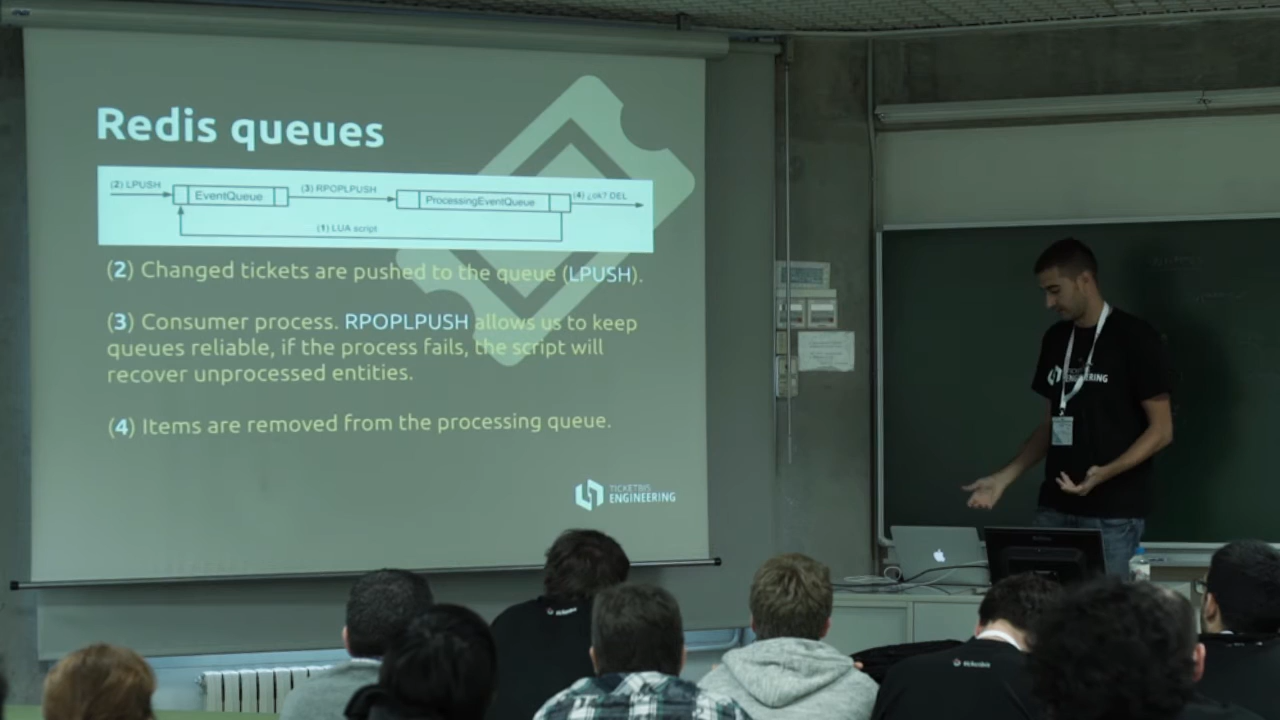 Redis queues
(2) LPUSH
EventQueue
(3) RPOPLPUSH
ProcessingEventQueue
(4) ¿ok? DEL
(1) LUA script
(2) Changed tickets are pushed to the queue (LPUSH).
(3) Consumer process. RPOPLPUSH allows us to keep
queues reliable, if the process fails, the script will
recover unprocessed entities.
(4) Items are removed from the processing queue.
TICKETBIS
ENGINEERING